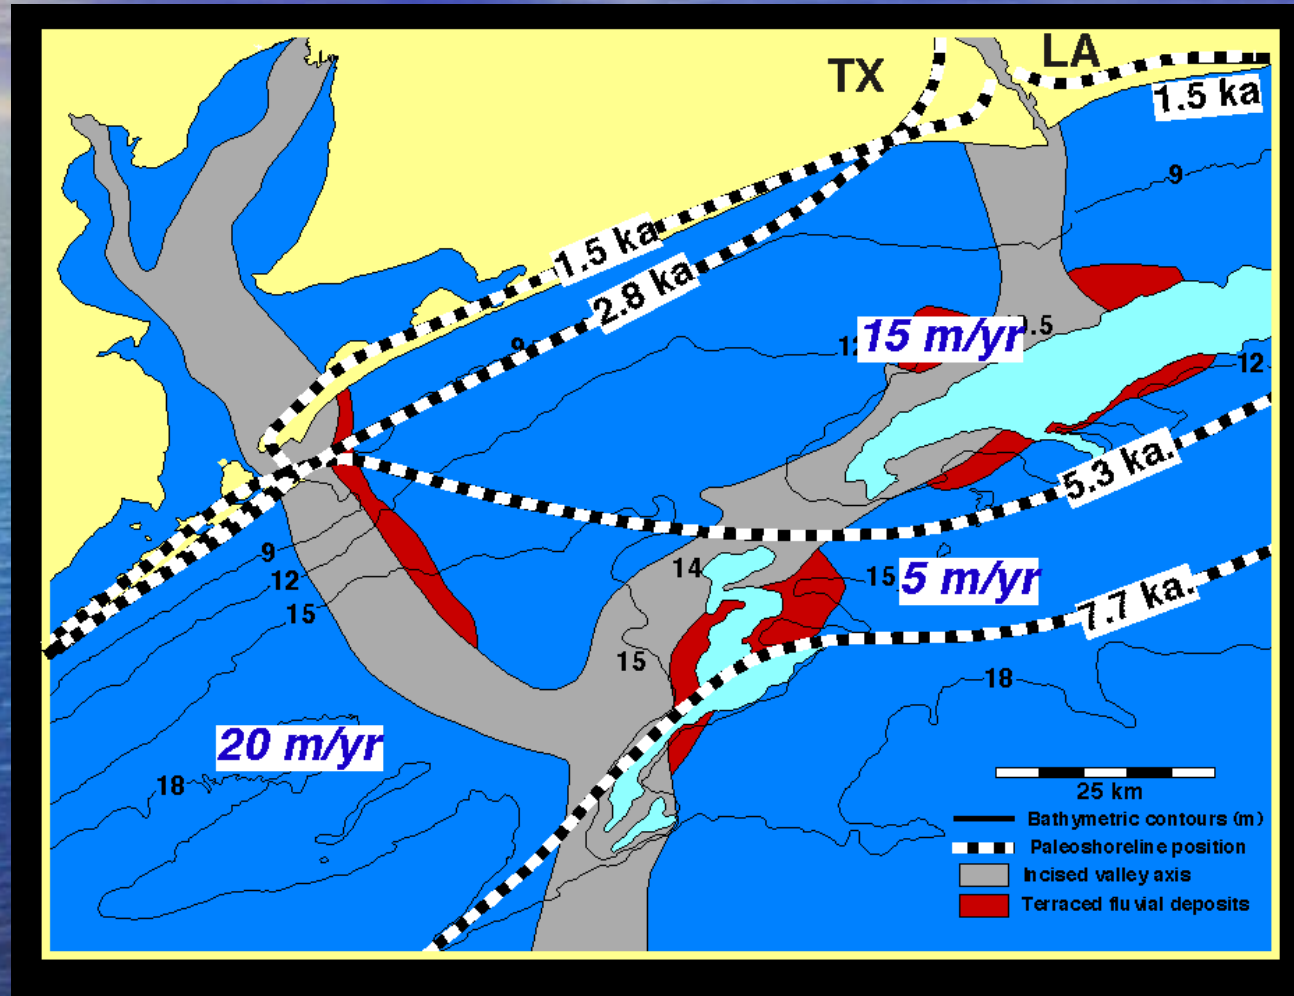 TX
LA
1.5 ka
9
1.5 ka
2.8 ka
9
12
15 m/yr
9.5
12
5.3 ka.
9
12
15
14
15
5 m/yr
7.7 ka.
15
18
20 m/yr
18
25 km
Bathymetric contours (m)
Paleoshoreline position
Incised valley axis
Terraced fluvial deposits